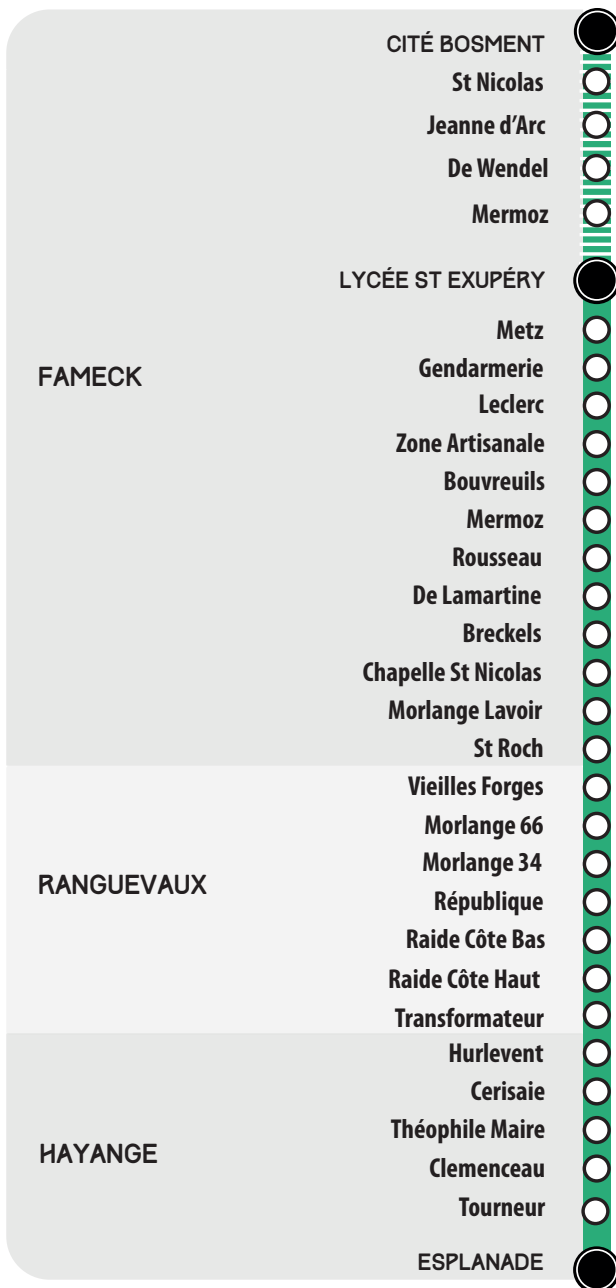 CITÉ BOSMENT
St Nicolas
Jeanne d’Arc
De Wendel
Mermoz
LYCÉE ST EXUPÉRY
Metz
FAMECK
Gendarmerie
Leclerc
Zone Artisanale
Bouvreuils
Mermoz
Rousseau
De Lamartine
Breckels
Chapelle St Nicolas
Morlange Lavoir
St Roch
Vieilles Forges
Morlange 66
Morlange 34
RANGUEVAUX
République
Raide Côte Bas
Raide Côte Haut
Transformateur
Hurlevent
Cerisaie
Théophile Maire
HAYANGE
Clemenceau
Tourneur
ESPLANADE